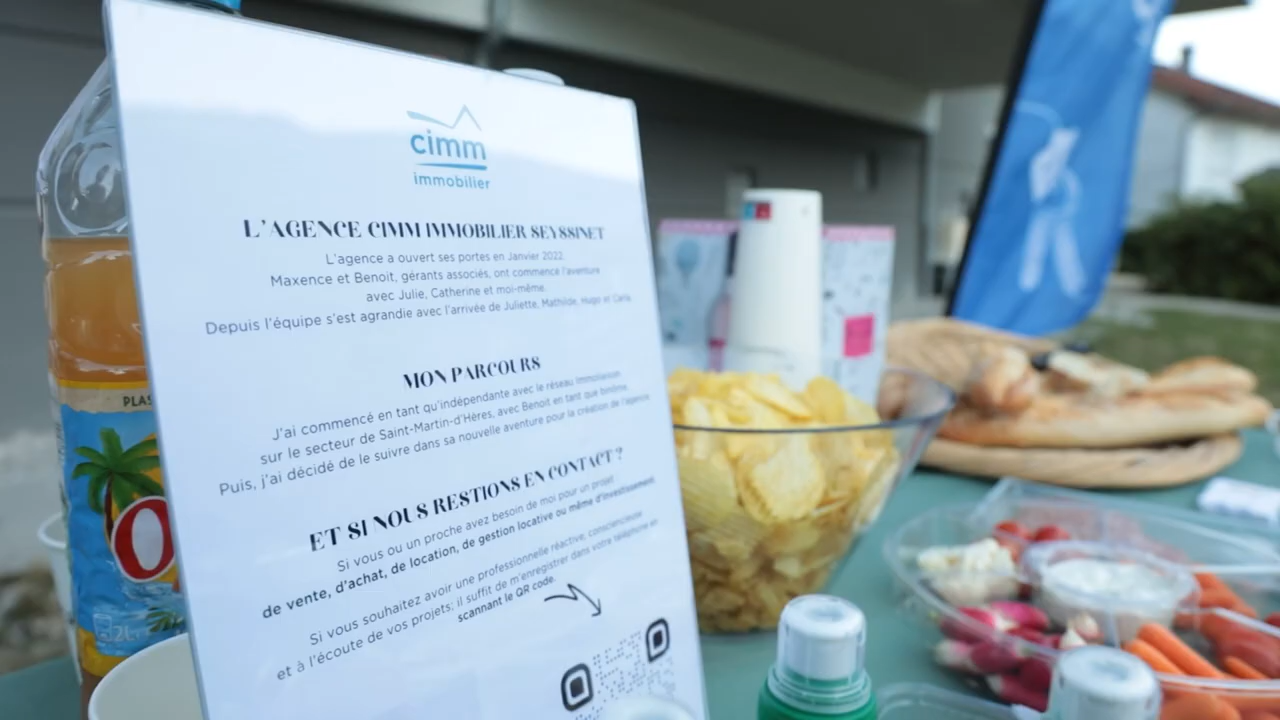 cimm
immobilier
L'AGENCE CIMM IMMOBILIER SEYSSINET
L'agence a ouvert ses portes en Janvier 2022.
Maxence et Benoit, gérants associés, ont commencé l'aventure
avec Julie, Catherine et moi-même.
Depuis l'équipe s'est agrandie avec l'arrivée de Juliette, Mathilde, Hugo et Carla.
MON PARCOURS
J'ai commencé en tant qu'indépendante avec le réseau immobilier
sur le secteur de Saint-Martin-d'Hères, avec Benoit en tant que binôme.
Puis, j'ai décidé de le suivre dans sa nouvelle aventure pour la création de l'agence.
ET SI NOUS RESTIONS EN CONTACT ?
Si vous ou un proche avez besoin de moi pour un projet
de vente, d'achat, de location, de gestion locative ou même d'investissement.
Si vous souhaitez avoir une professionnelle réactive, consciencieuse
et à l'écoute de vos projets; il suffit de m'enregistrer dans votre téléphone en
scannant le QR code.
PLAS
O
2L